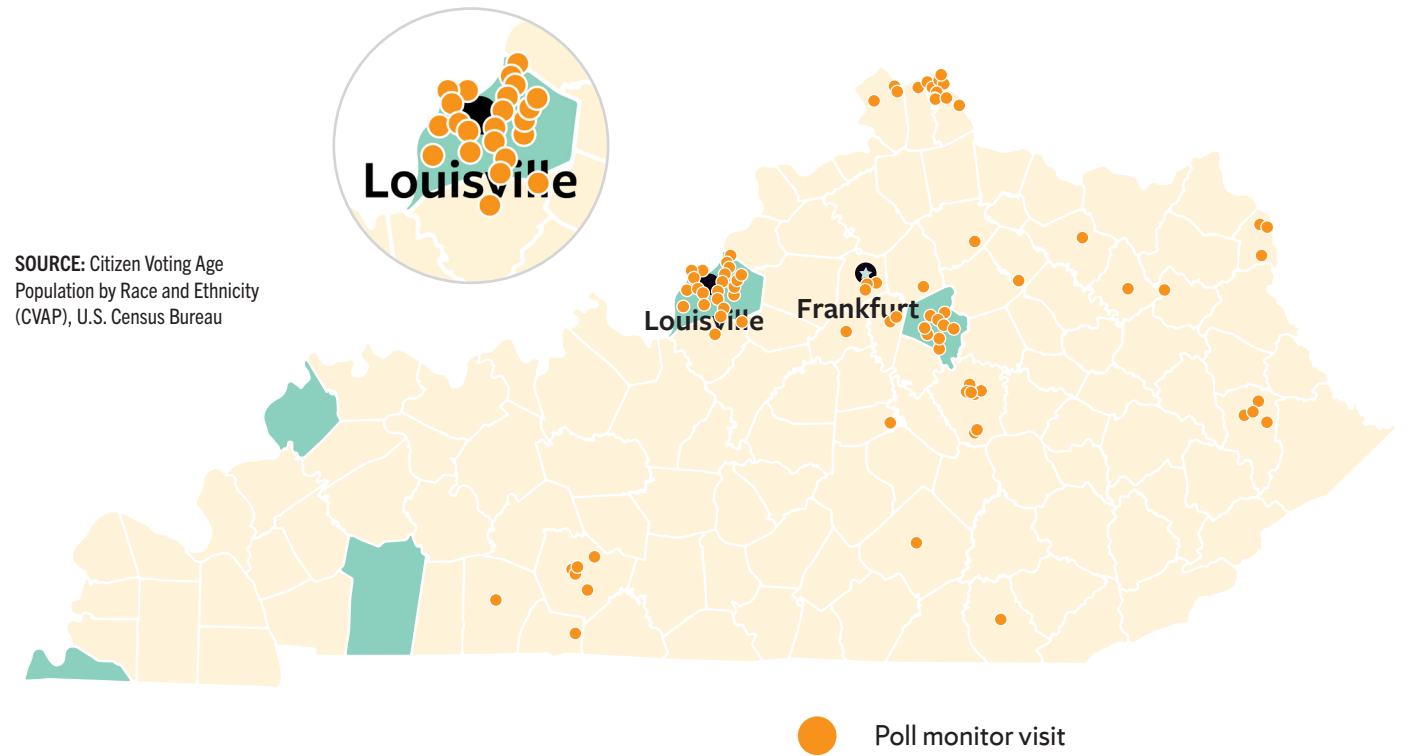 Louisville
SOURCE: Citizen Voting Age
Population by Race and Ethnicity
(CVAP), U.S. Census Bureau
Louisville
Frankfurt
Poll monitor visit